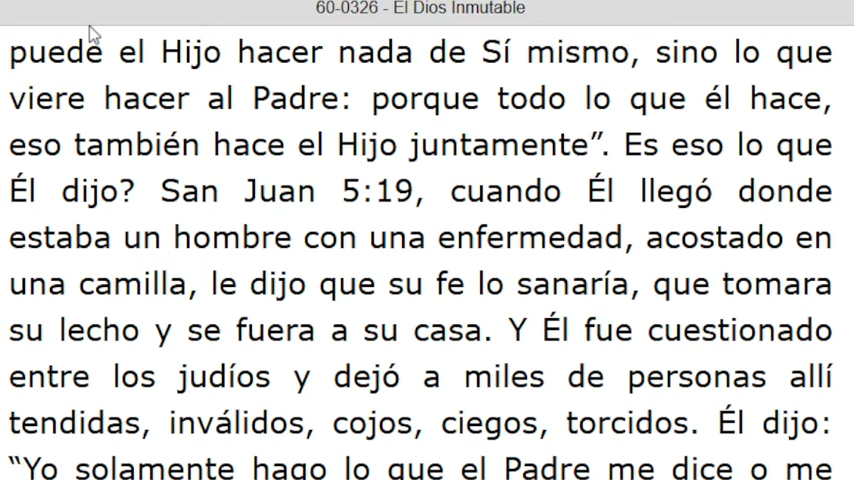 60-0326 - El Dios Inmutable
puede el Hijo hacer nada de Sí mismo, sino lo que
viere hacer al Padre: porque todo lo que él hace,
eso también hace el Hijo juntamente”. Es eso lo que
Él dijo? San Juan 5:19, cuando Él llegó donde
estaba un hombre con una enfermedad, acostado en
una camilla, le dijo que su fe lo sanaría, que tomara
su lecho y se fuera a su casa. Y Él fue cuestionado
entre los judíos y dejó a miles de personas allí
tendidas, inválidos, cojos, ciegos, torcidos. Él dijo:
“Yo solamente hago lo que el Padre me dice o me